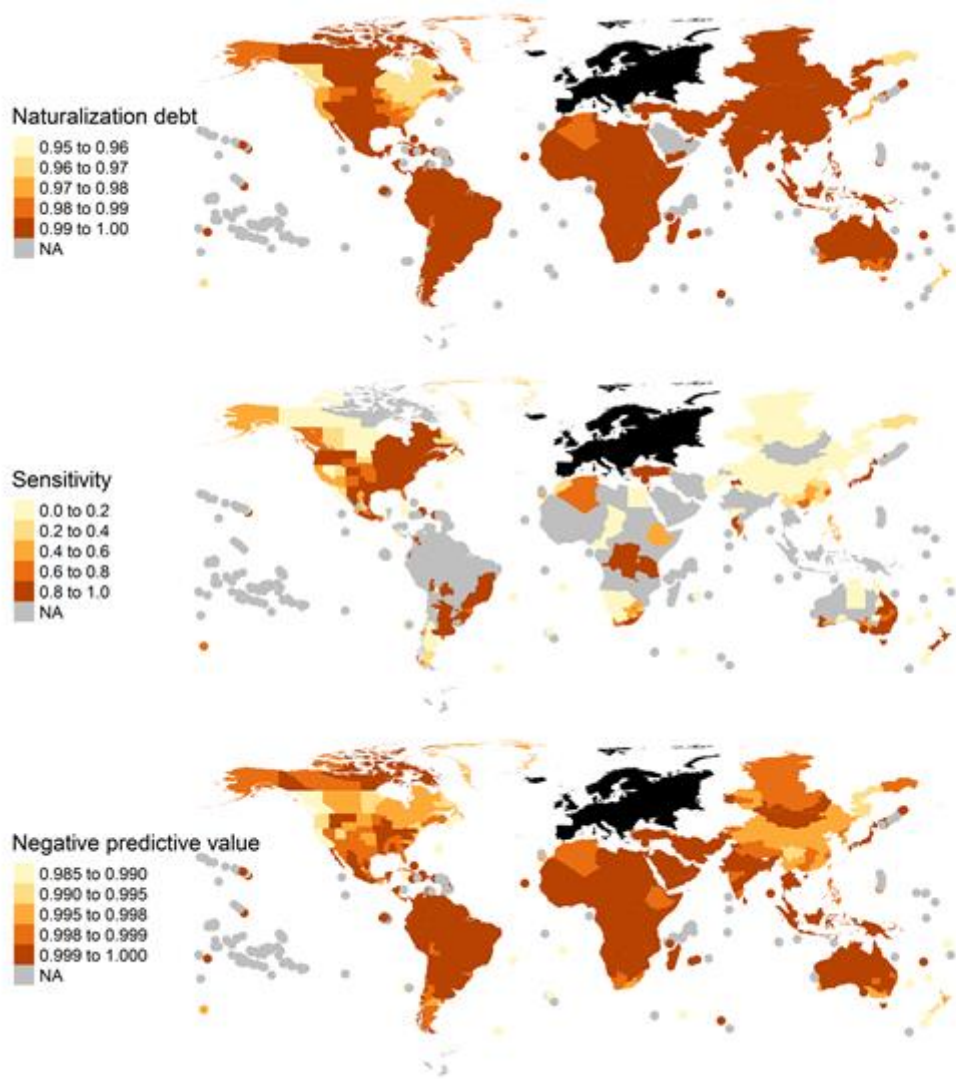 Naturalization debt
0.95 to 0.96
0.96 to 0.97
0.97 to 0.98
0.98 to 0.99
0.99 to 1.00
NA
Sensitivity
0.0 to 0.2
0.2 to 0.4
0.4 to 0.6
0.6 to 0.8
0.8 to 1.0
NA
Negative predictive value
0.985 to 0.990
0.990 to 0.995
0.995 to 0.998
0.998 to 0.999
0.999 to 1.000
NA